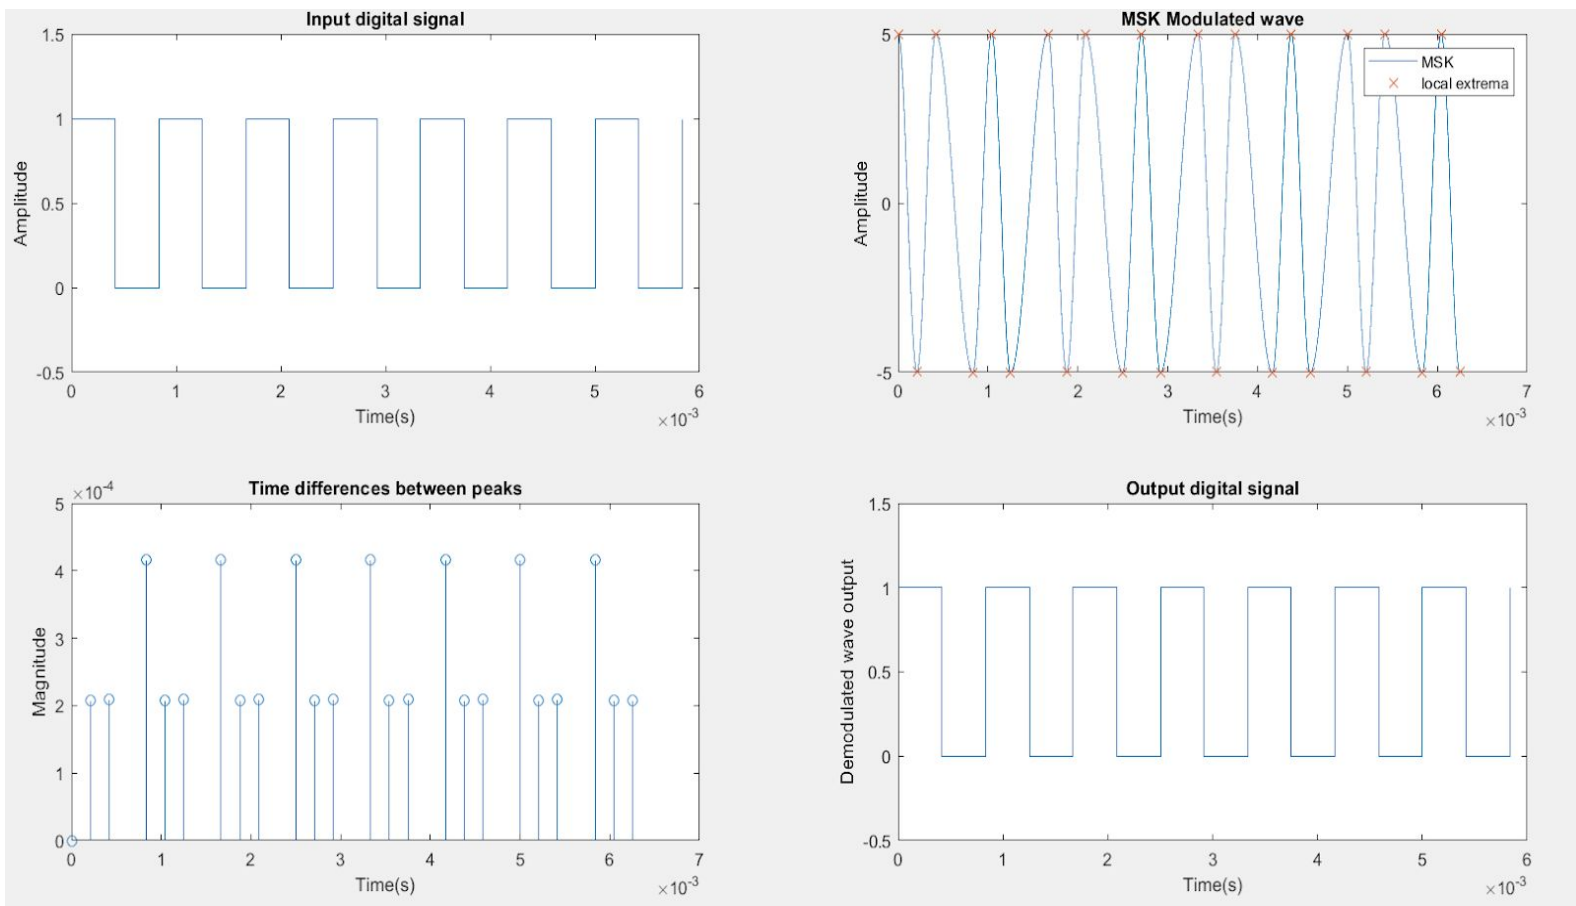 Input digital signal
1.5
1
0.5
0
-0.5
Amplitude
0 1 2 3 4 5 6
Time(s)
×10-3
MSK Modulated wave
5
0
-5
Amplitude
MSK
local extrema
0 1 2 3 4 5 6 7
Time(s)
×10-3
Time differences between peaks
×10-4
5
4
3
2
1
0
Magnitude
0 1 2 3 4 5 6 7
Time(s)
×10-3
Output digital signal
1.5
1
0.5
0
-0.5
Demodulated wave output
0 1 2 3 4 5 6
Time(s)
×10-3